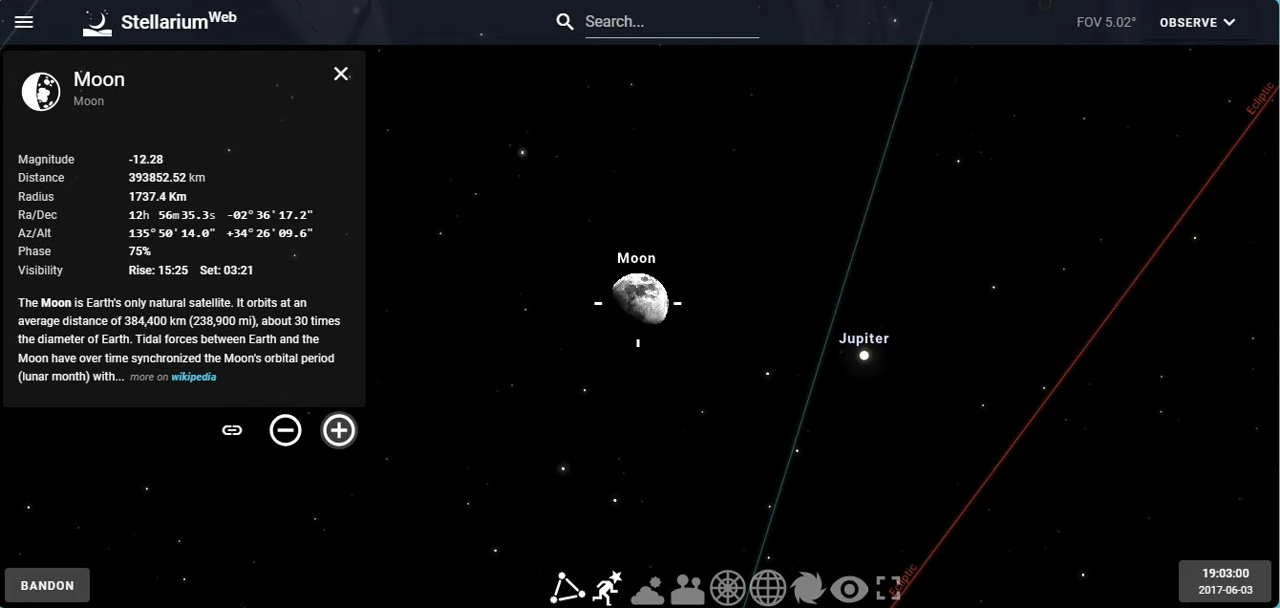 StellariumWeb
Search...
FOV 5.02°
OBSERVE
Moon
Moon
Magnitude -12.28
Distance 393852.52 km
Radius 1737.4 Km
Ra/Dec 12h 56m 35.3s -02°36'17.2"
Az/Alt 135°50'14.0" +34°26'09.6"
Phase 75%
Visibility Rise: 15:25 Set: 03:21
The Moon is Earth's only natural satellite. It orbits at an
average distance of 384,400 km (238,900 mi), about 30 times
the diameter of Earth. Tidal forces between Earth and the
Moon have over time synchronized the Moon's orbital period
(lunar month) with... more on wikipedia
Ecliptic
Moon
Jupiter
Ecliptic
BANDON
19:03:00
2017-06-03